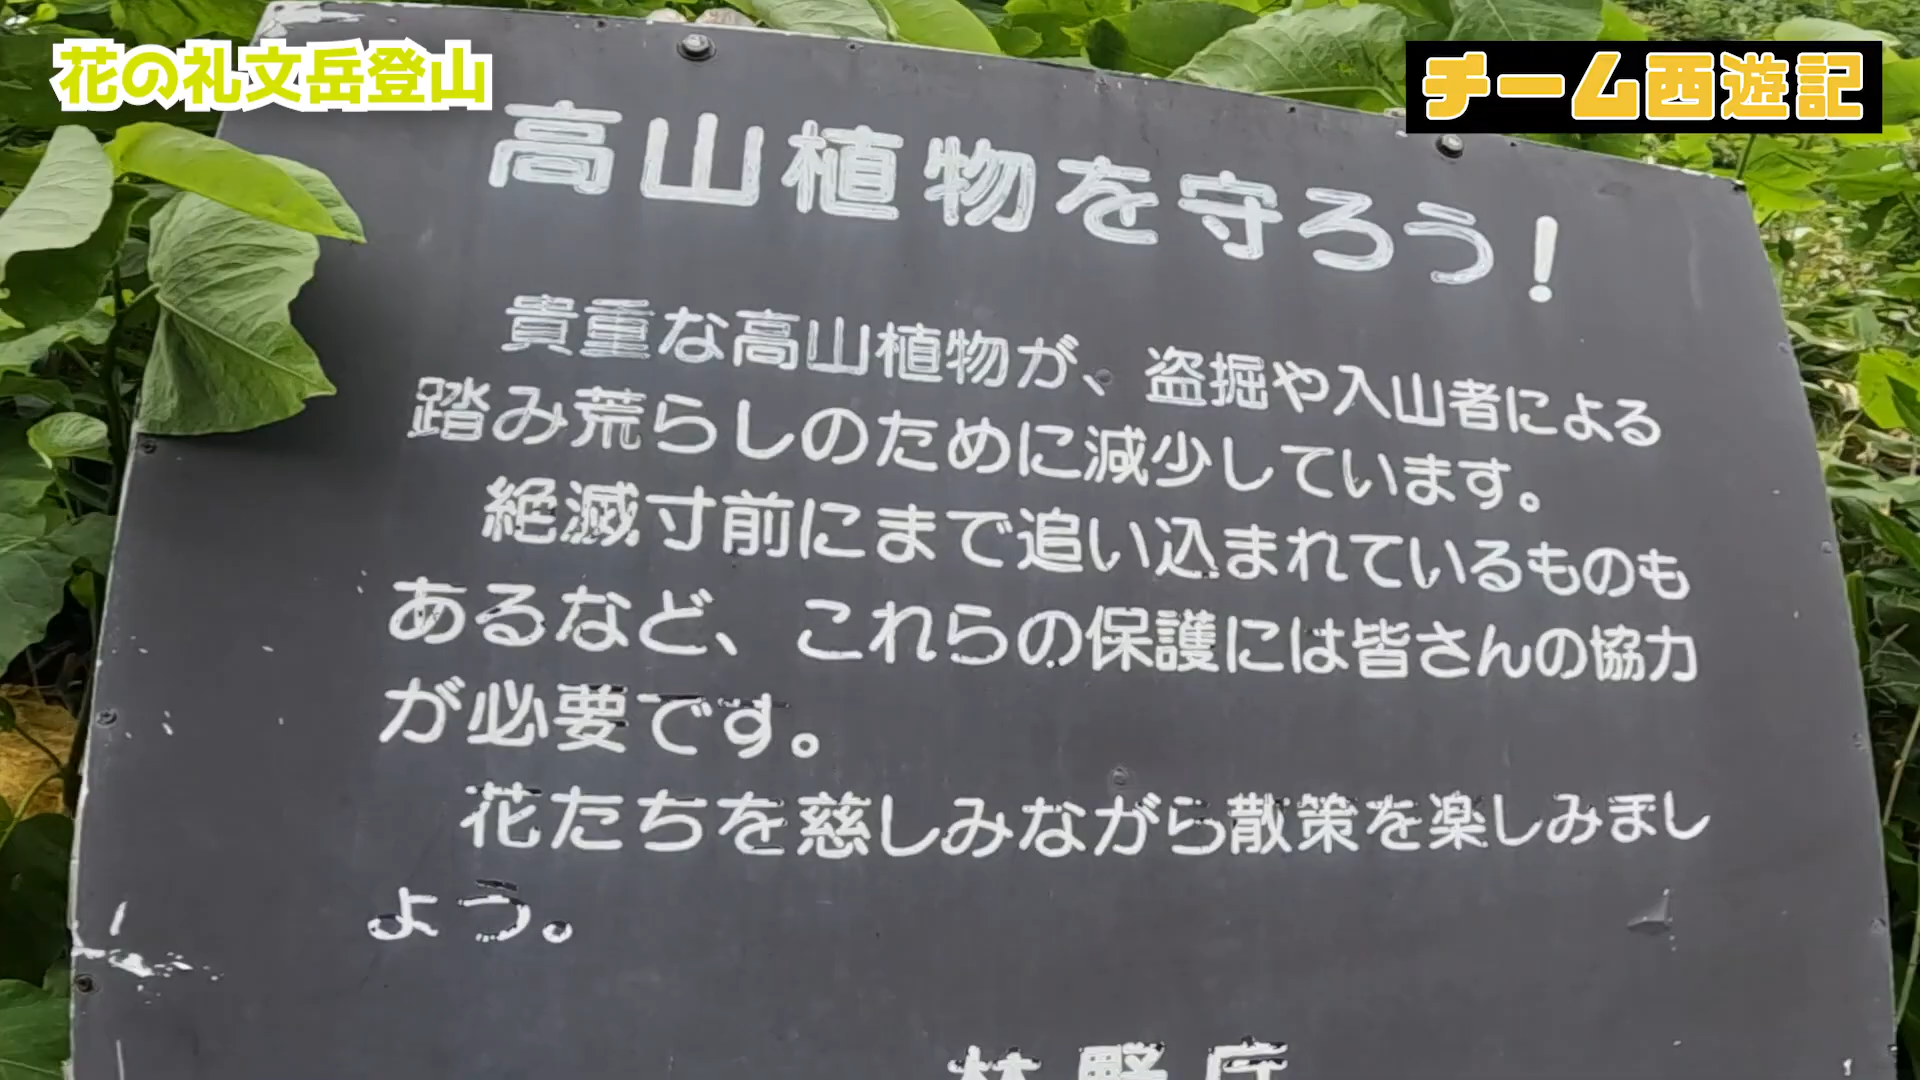 花の礼文岳登山
チーム西遊記
高山植物を守ろう!
貴重な高山植物が、盗掘や入山者による
踏み荒らしのために減少しています。
絶滅寸前にまで追い込まれているものも
あるなど、これらの保護には皆さんの協力
が必要です。
花たちを慈しみながら散策を楽しみまし
ょう。
林野庁